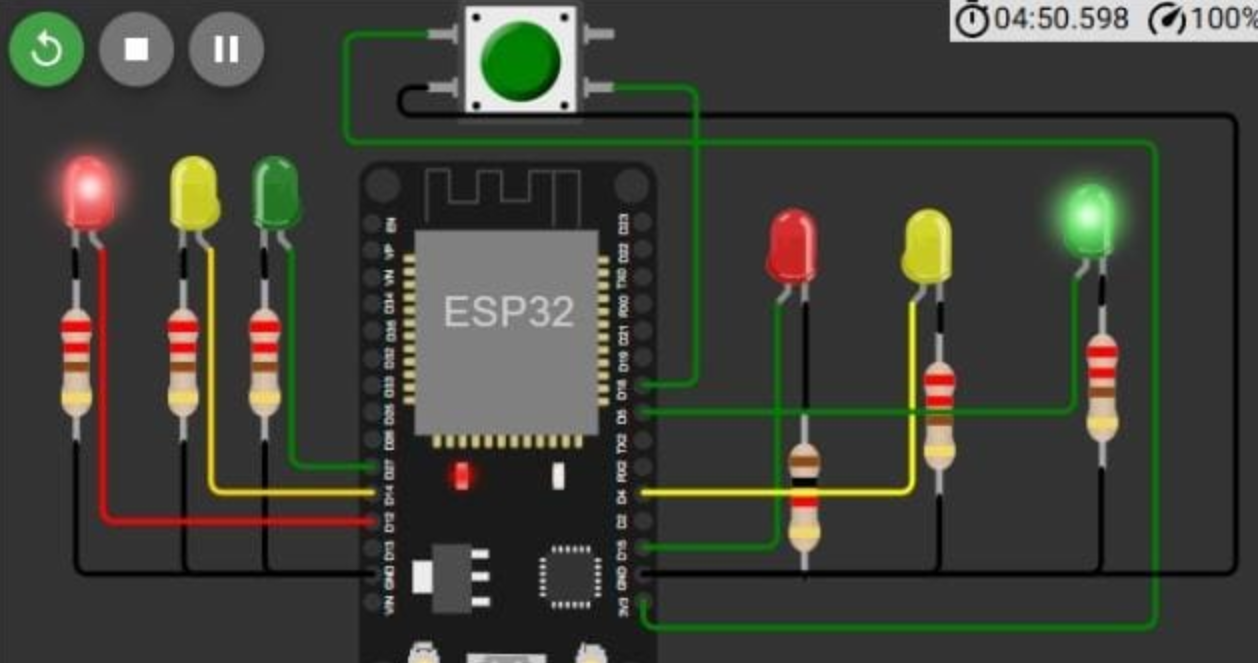 04:50.598 100%
EN
VP
VN
D34
D35
D32
D33
D25
D26
D27
D14
D12
D13
GND
VIN
ESP32
D23
D22
TX0
RX0
D21
D19
D18
D5
TX2
RX2
D4
D2
D15
GND
3V3